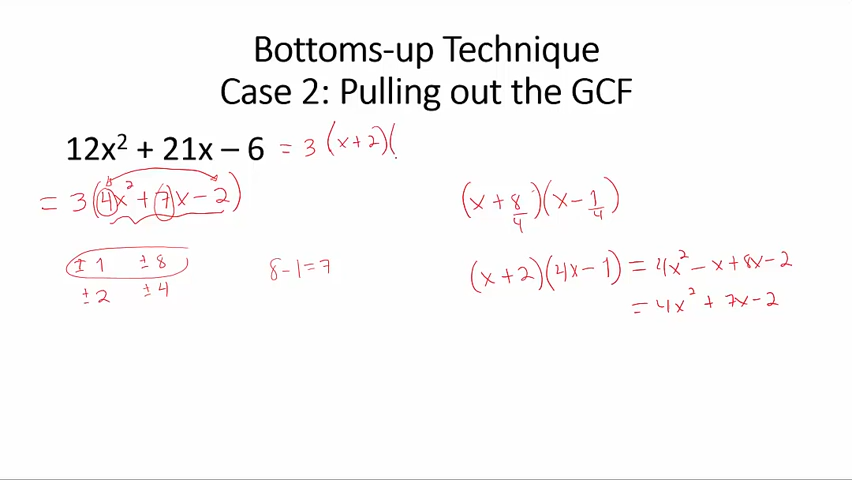 Bottoms-up Technique
Case 2: Pulling out the GCF
12x² + 21x – 6 = 3 (x + 2)(
= 3(4x² + 7x – 2)
(x + 8/4)(x – 1/4)
± 1 ± 8
8 – 1 = 7
(x + 2)(4x – 1) = 4x² – x + 8x – 2
± 2 ± 4
= 4x² + 7x – 2